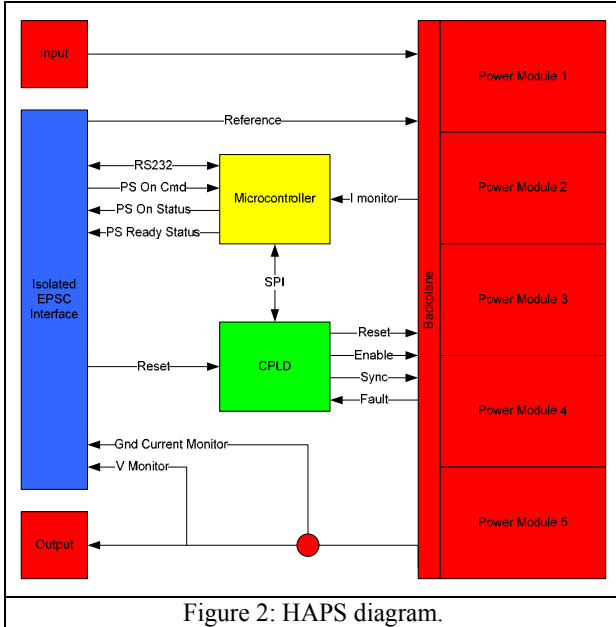 Input
Power Module 1
Reference
RS232
PS On Cmd
Microcontroller
I monitor
Power Module 2
PS On Status
PS Ready Status
SPI
Isolated
EPSC
Interface
Backplane
Power Module 3
Reset
CPLD
Reset
Enable
Sync
Fault
Power Module 4
Gnd Current Monitor
V Monitor
Output
Power Module 5
Figure 2: HAPS diagram.